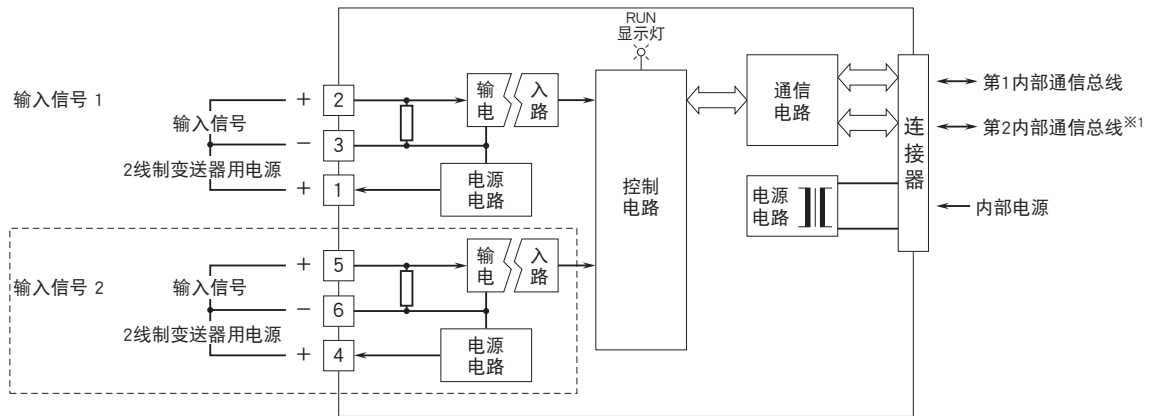 RUN
显示灯
输入信号 1
+ 2
输入信号
− 3
2线制变送器用电源
+ 1
输 入
电 路
电源
电路
输入信号 2
+ 5
输入信号
− 6
2线制变送器用电源
+ 4
输 入
电 路
电源
电路
控制
电路
通信
电路
电源
电路
连接器
第1内部通信总线
第2内部通信总线※1
内部电源